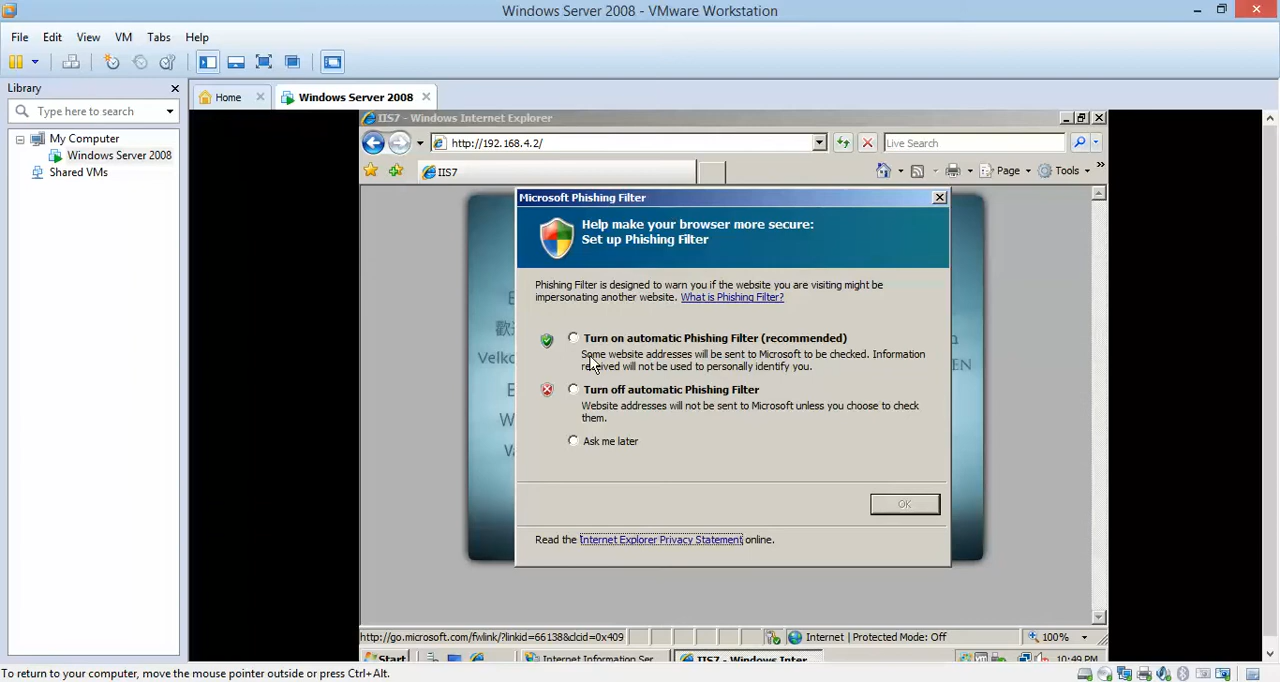 Windows Server 2008 - VMware Workstation
File Edit View VM Tabs Help
Library
Type here to search
My Computer
Windows Server 2008
Shared VMs
Home
Windows Server 2008
IIS7 - Windows Internet Explorer
http://192.168.4.2/
Live Search
IIS7
Page
Tools
»
Microsoft Phishing Filter
Help make your browser more secure:
Set up Phishing Filter
Phishing Filter is designed to warn you if the website you are visiting might be
impersonating another website. What is Phishing Filter?
Turn on automatic Phishing Filter (recommended)
Some website addresses will be sent to Microsoft to be checked. Information
received will not be used to personally identify you.
Turn off automatic Phishing Filter
Website addresses will not be sent to Microsoft unless you choose to check
them.
Ask me later
OK
Read the Internet Explorer Privacy Statement online.
http://go.microsoft.com/fwlink/?linkid=66138&clcid=0x409
Internet | Protected Mode: Off
100%
Start
Internet Information Ser...
IIS7 - Windows Inter...
10:49 PM
To return to your computer, move the mouse pointer outside or press Ctrl+Alt.